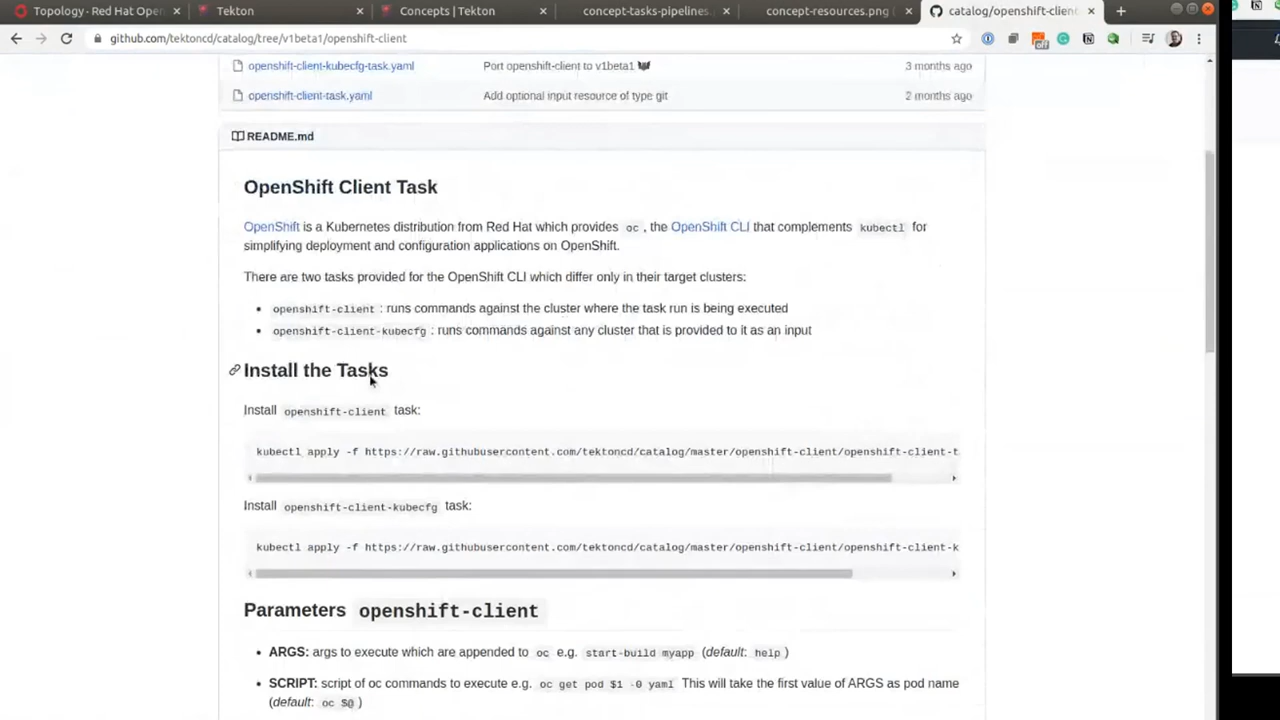 Topology - Red Hat Open
Tekton
Concepts | Tekton
concept-tasks-pipelines.
concept-resources.png (
catalog/openshift-client
github.com/tektoncd/catalog/tree/v1beta1/openshift-client
off
openshift-client-kubecfg-task.yaml Port openshift-client to v1beta1 3 months ago
openshift-client-task.yaml Add optional input resource of type git 2 months ago
README.md
OpenShift Client Task
OpenShift is a Kubernetes distribution from Red Hat which provides oc , the OpenShift CLI that complements kubectl for
simplifying deployment and configuration applications on OpenShift.
There are two tasks provided for the OpenShift CLI which differ only in their target clusters:
• openshift-client : runs commands against the cluster where the task run is being executed
• openshift-client-kubecfg : runs commands against any cluster that is provided to it as an input
Install the Tasks
Install openshift-client task:
kubectl apply -f https://raw.githubusercontent.com/tektoncd/catalog/master/openshift-client/openshift-client-t
Install openshift-client-kubecfg task:
kubectl apply -f https://raw.githubusercontent.com/tektoncd/catalog/master/openshift-client/openshift-client-k
Parameters openshift-client
• ARGS: args to execute which are appended to oc e.g. start-build myapp (default: help )
• SCRIPT: script of oc commands to execute e.g. oc get pod $1 -0 yaml This will take the first value of ARGS as pod name
(default: oc $@ )